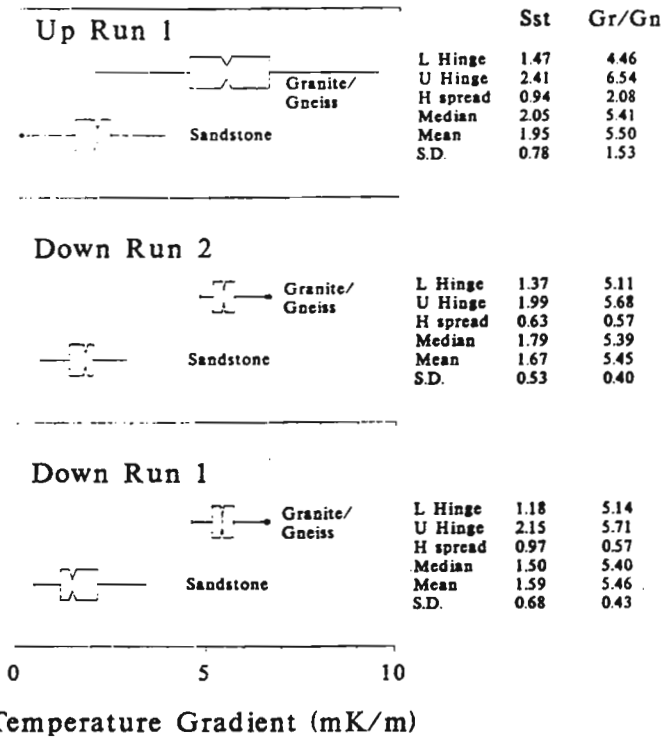 Sst Gr/Gn
Up Run 1
Granite/
Gneiss
Sandstone
L Hinge 1.47 4.46
U Hinge 2.41 6.54
H spread 0.94 2.08
Median 2.05 5.41
Mean 1.95 5.50
S.D. 0.78 1.53
Down Run 2
Granite/
Gneiss
Sandstone
L Hinge 1.37 5.11
U Hinge 1.99 5.68
H spread 0.63 0.57
Median 1.79 5.39
Mean 1.67 5.45
S.D. 0.53 0.40
Down Run 1
Granite/
Gneiss
Sandstone
L Hinge 1.18 5.14
U Hinge 2.15 5.71
H spread 0.97 0.57
Median 1.50 5.40
Mean 1.59 5.46
S.D. 0.68 0.43
0 5 10
Temperature Gradient (mK/m)